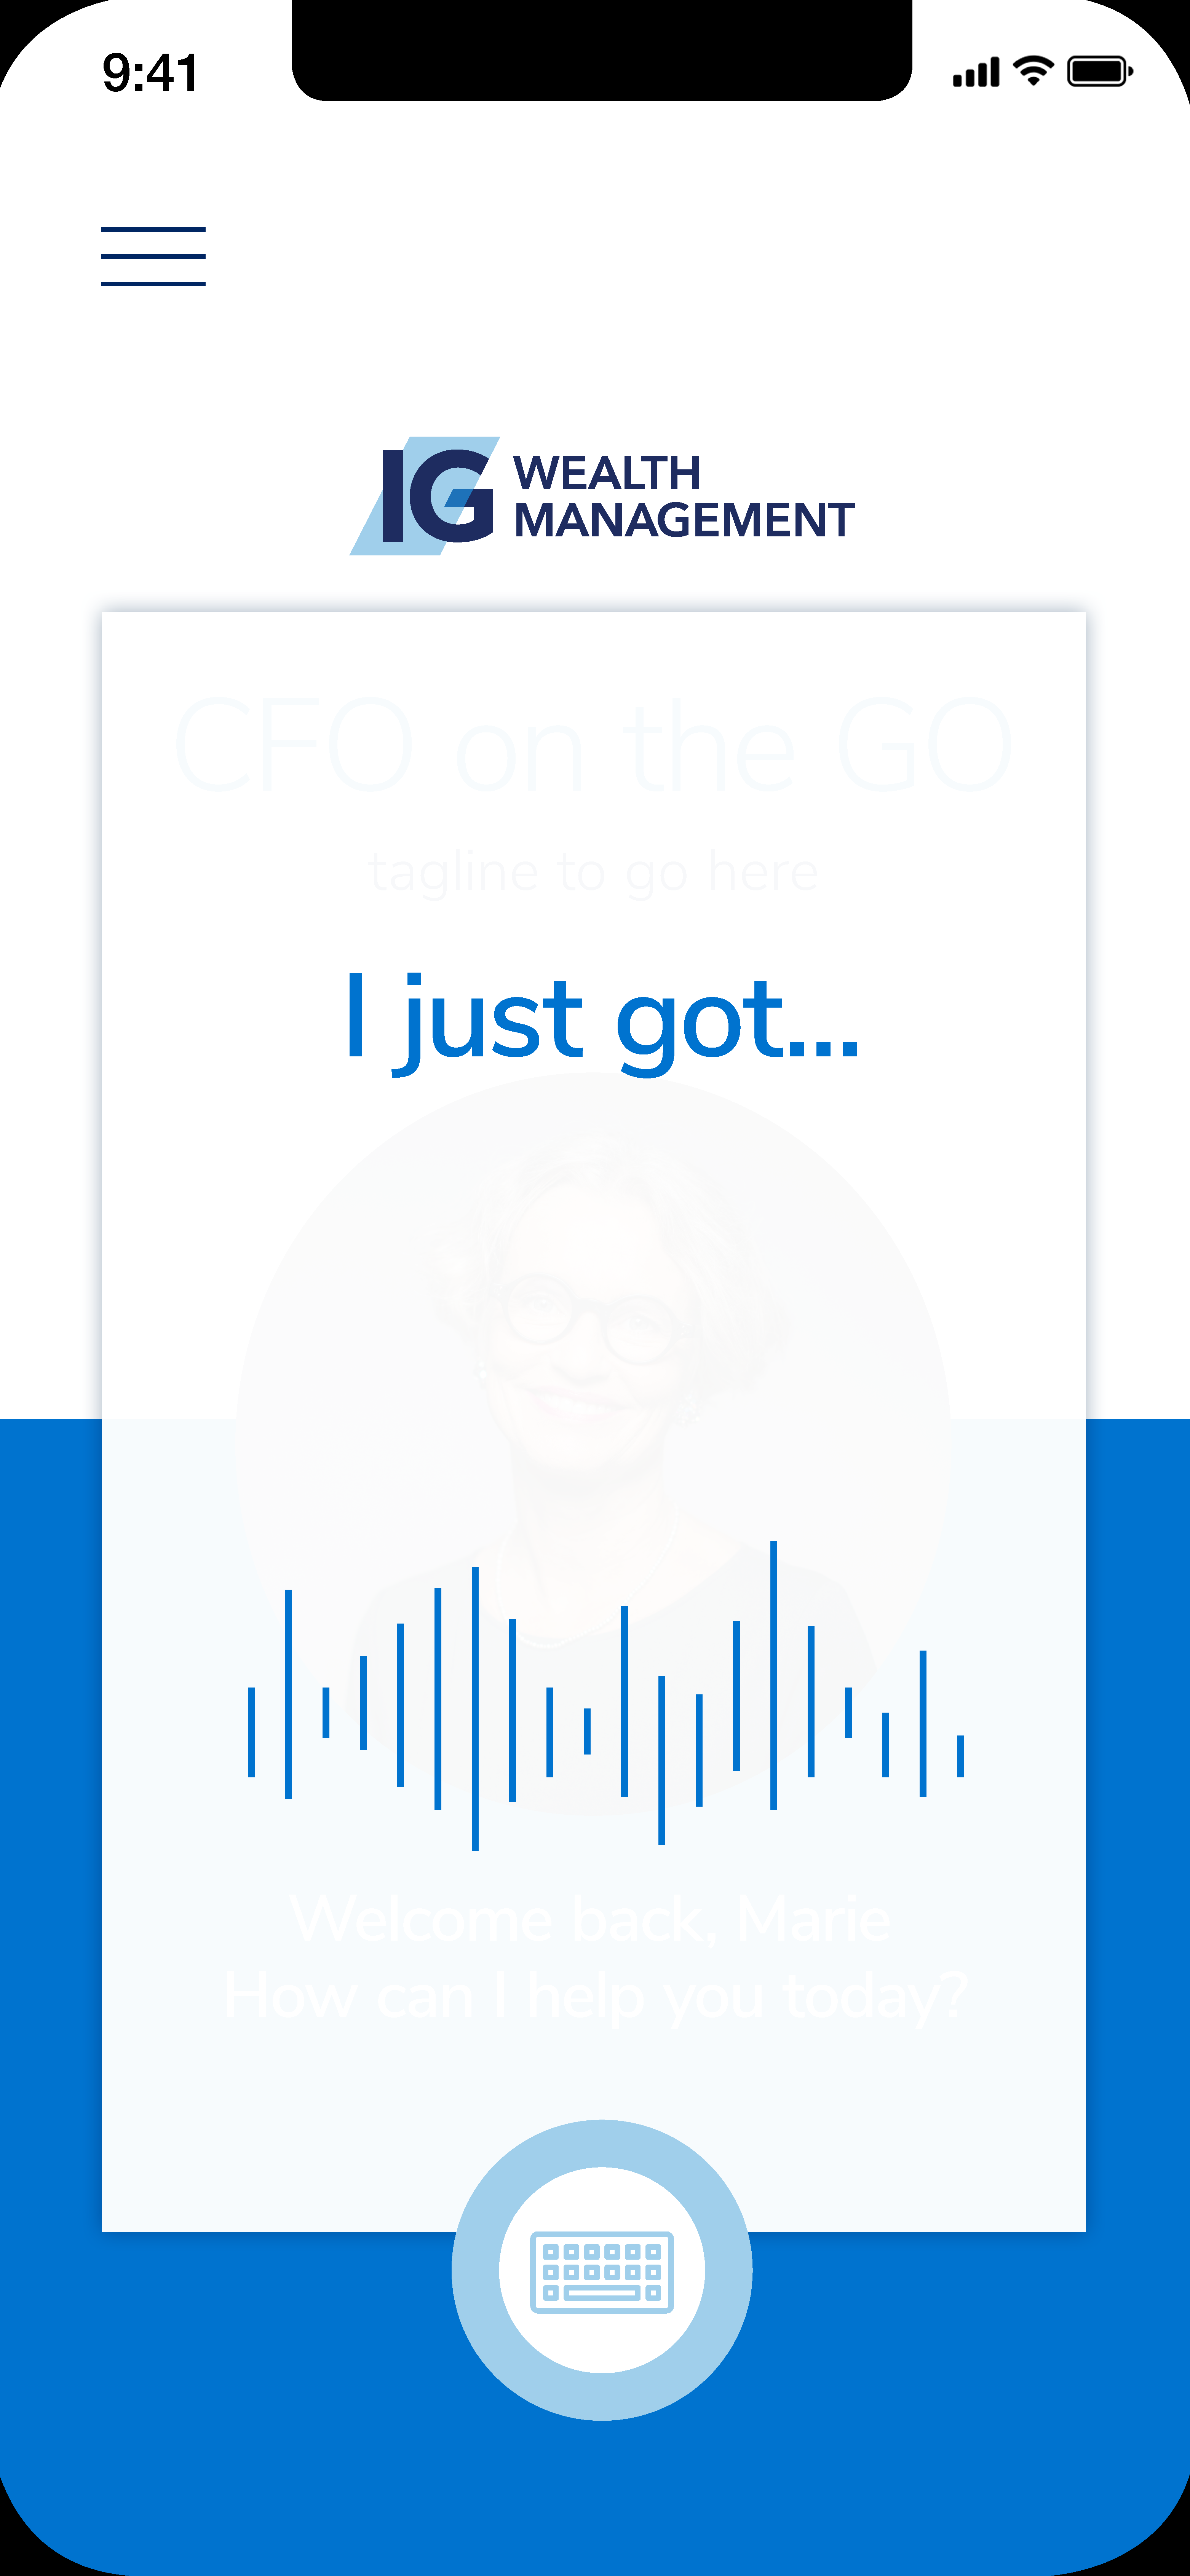 9:41
IG WEALTH
MANAGEMENT
CFO on the GO
tagline to go here
I just got...
Welcome back, Marie
How can I help you today?